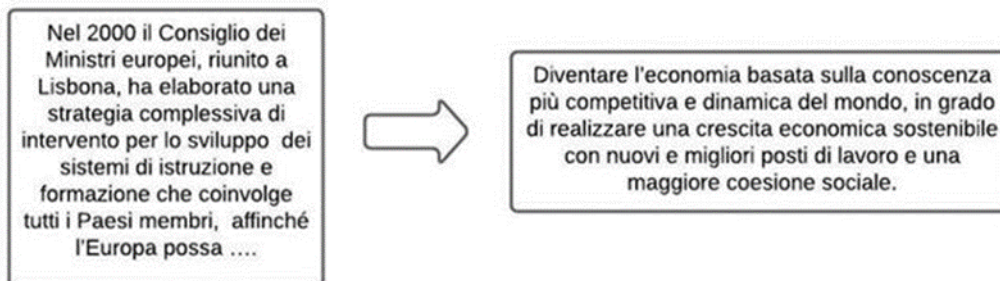 Nel 2000 il Consiglio dei
Ministri europei, riunito a
Lisbona, ha elaborato una
strategia complessiva di
intervento per lo sviluppo dei
sistemi di istruzione e
formazione che coinvolge
tutti i Paesi membri, affinché
l'Europa possa ....
Diventare l'economia basata sulla conoscenza
più competitiva e dinamica del mondo, in grado
di realizzare una crescita economica sostenibile
con nuovi e migliori posti di lavoro e una
maggiore coesione sociale.